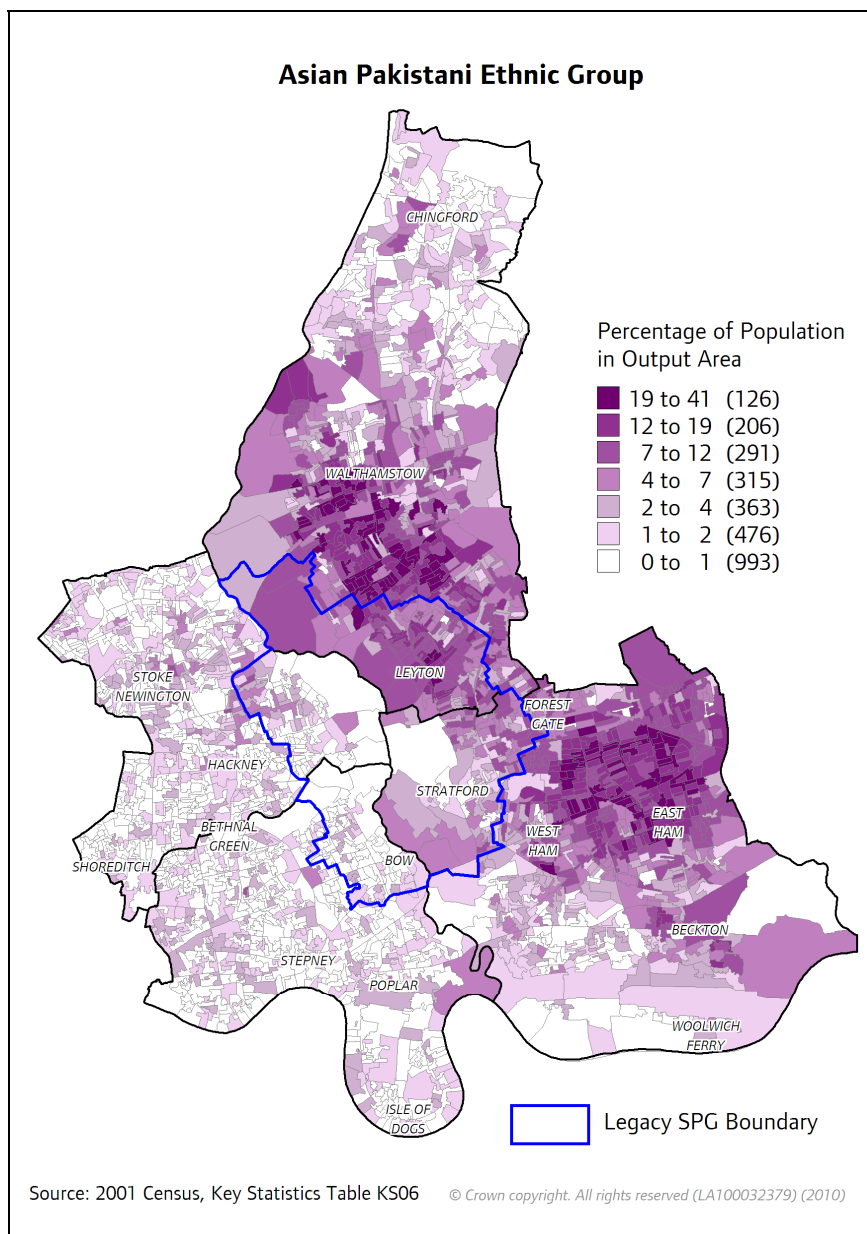 Asian Pakistani Ethnic Group
CHINGFORD
Percentage of Population
in Output Area
19 to 41 (126)
12 to 19 (206)
7 to 12 (291)
4 to 7 (315)
2 to 4 (363)
1 to 2 (476)
0 to 1 (993)
WALTHAMSTOW
LEYTON
STOKE
NEWINGTON
FOREST
GATE
HACKNEY
STRATFORD
EAST
HAM
WEST
HAM
BETHNAL
GREEN
BOW
SHOREDITCH
BECKTON
STEPNEY
POPLAR
WOOLWICH
FERRY
ISLE OF
DOGS
Legacy SPG Boundary
Source: 2001 Census, Key Statistics Table KS06
© Crown copyright. All rights reserved (LA100032379) (2010)